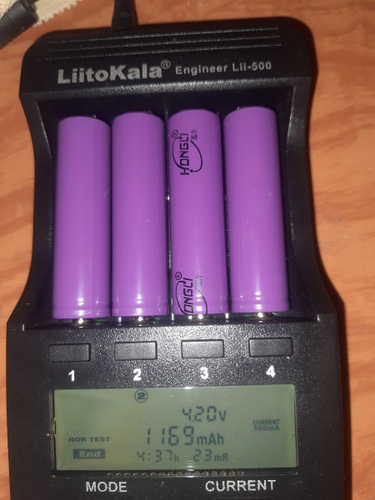 LiitoKala® Engineer Lii-500
HONGLI
HONGLI
1 2 3 4
2
4.20v
CURRENT
500mA
NOR TEST
1169mAh
End
4:37h 23mR
MODE CURRENT